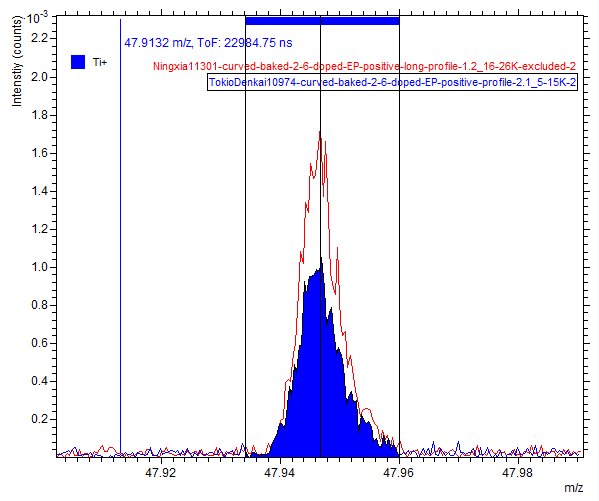 ·10-3
2.2
2.0
1.8
1.6
1.4
1.2
1.0
0.8
0.6
0.4
0.2
Intenstiy (counts)
47.9132 m/z, ToF: 22984.75 ns
Ti+
Ningxia11301-curved-baked-2-6-doped-EP-positive-long-profile-1.2_16-26K-excluded-2
TokioDenkai10974-curved-baked-2-6-doped-EP-positive-profile-2.1_5-15K-2
47.92 47.94 47.96 47.98
m/z